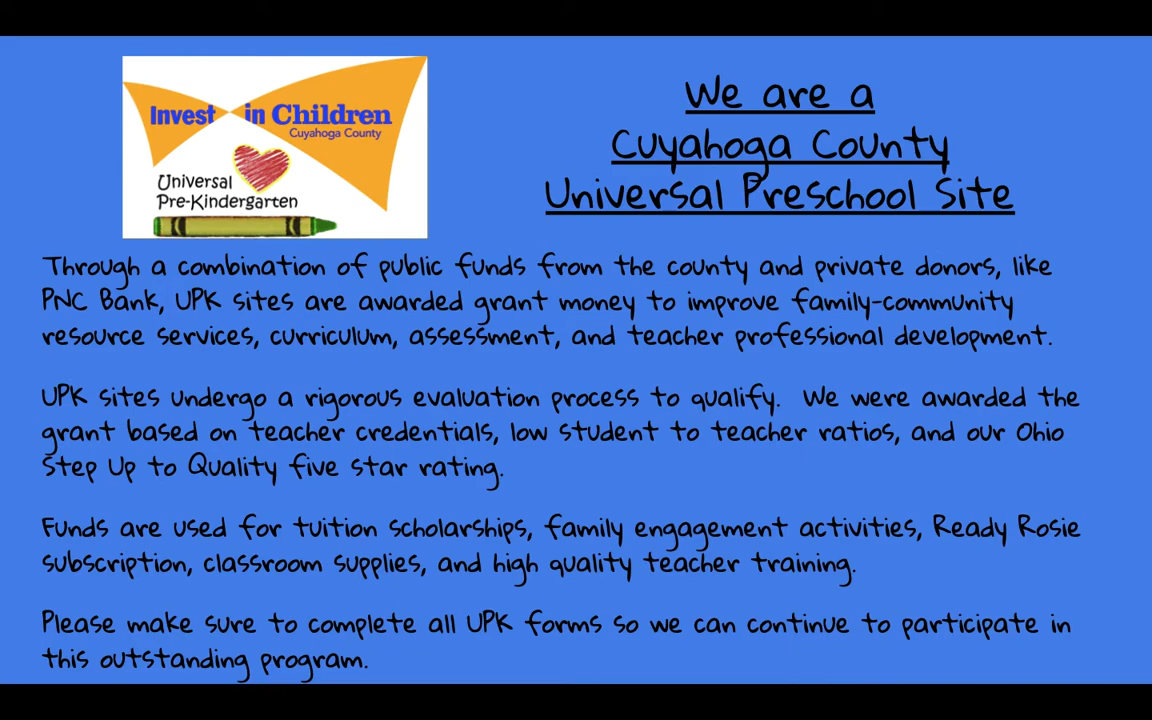 Invest in Children
Cuyahoga County
Universal
Pre-Kindergarten
We are a
Cuyahoga County
Universal Preschool Site
Through a combination of public funds from the county and private donors, like
PNC Bank, UPK sites are awarded grant money to improve family-community
resource services, curriculum, assessment, and teacher professional development.
UPK sites undergo a rigorous evaluation process to qualify. We were awarded the
grant based on teacher credentials, low student to teacher ratios, and our Ohio
Step Up to Quality five star rating.
Funds are used for tuition scholarships, family engagement activities, Ready Rosie
subscription, classroom supplies, and high quality teacher training.
Please make sure to complete all UPK forms so we can continue to participate in
this outstanding program.